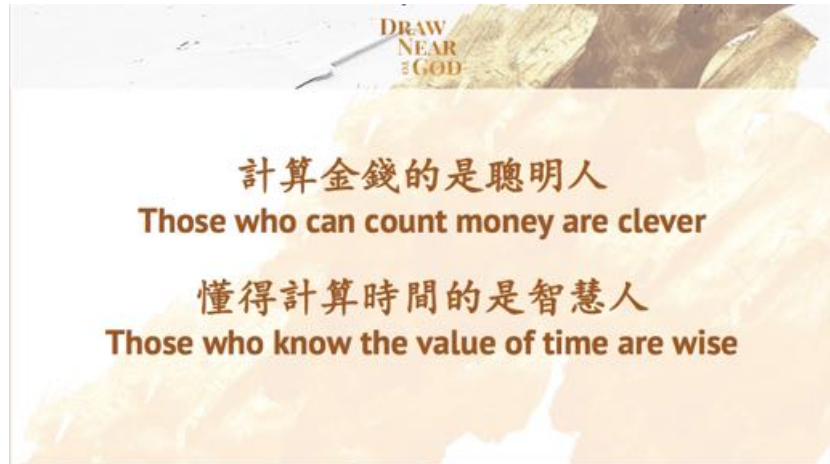 DRAW
NEAR
TO GOD
計算金錢的是聰明人
Those who can count money are clever
懂得計算時間的是智慧人
Those who know the value of time are wise